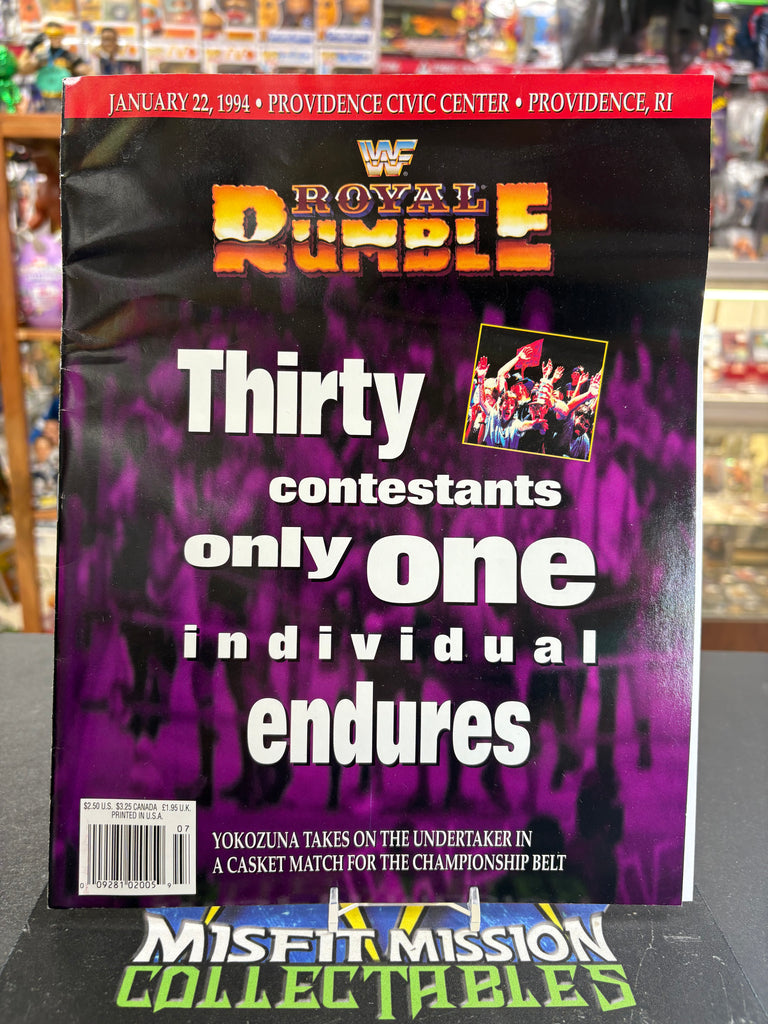 JANUARY 22, 1994 • PROVIDENCE CIVIC CENTER • PROVIDENCE, RI
WF
ROYAL
RUMBLE
Thirty
contestants
only one
individual
endures
$2.50 U.S. $3.25 CANADA £1.95 U.K.
PRINTED IN U.S.A.
07
0 09281 02005 9
YOKOZUNA TAKES ON THE UNDERTAKER IN
A CASKET MATCH FOR THE CHAMPIONSHIP BELT
MISFIT MISSION
COLLECTABLES